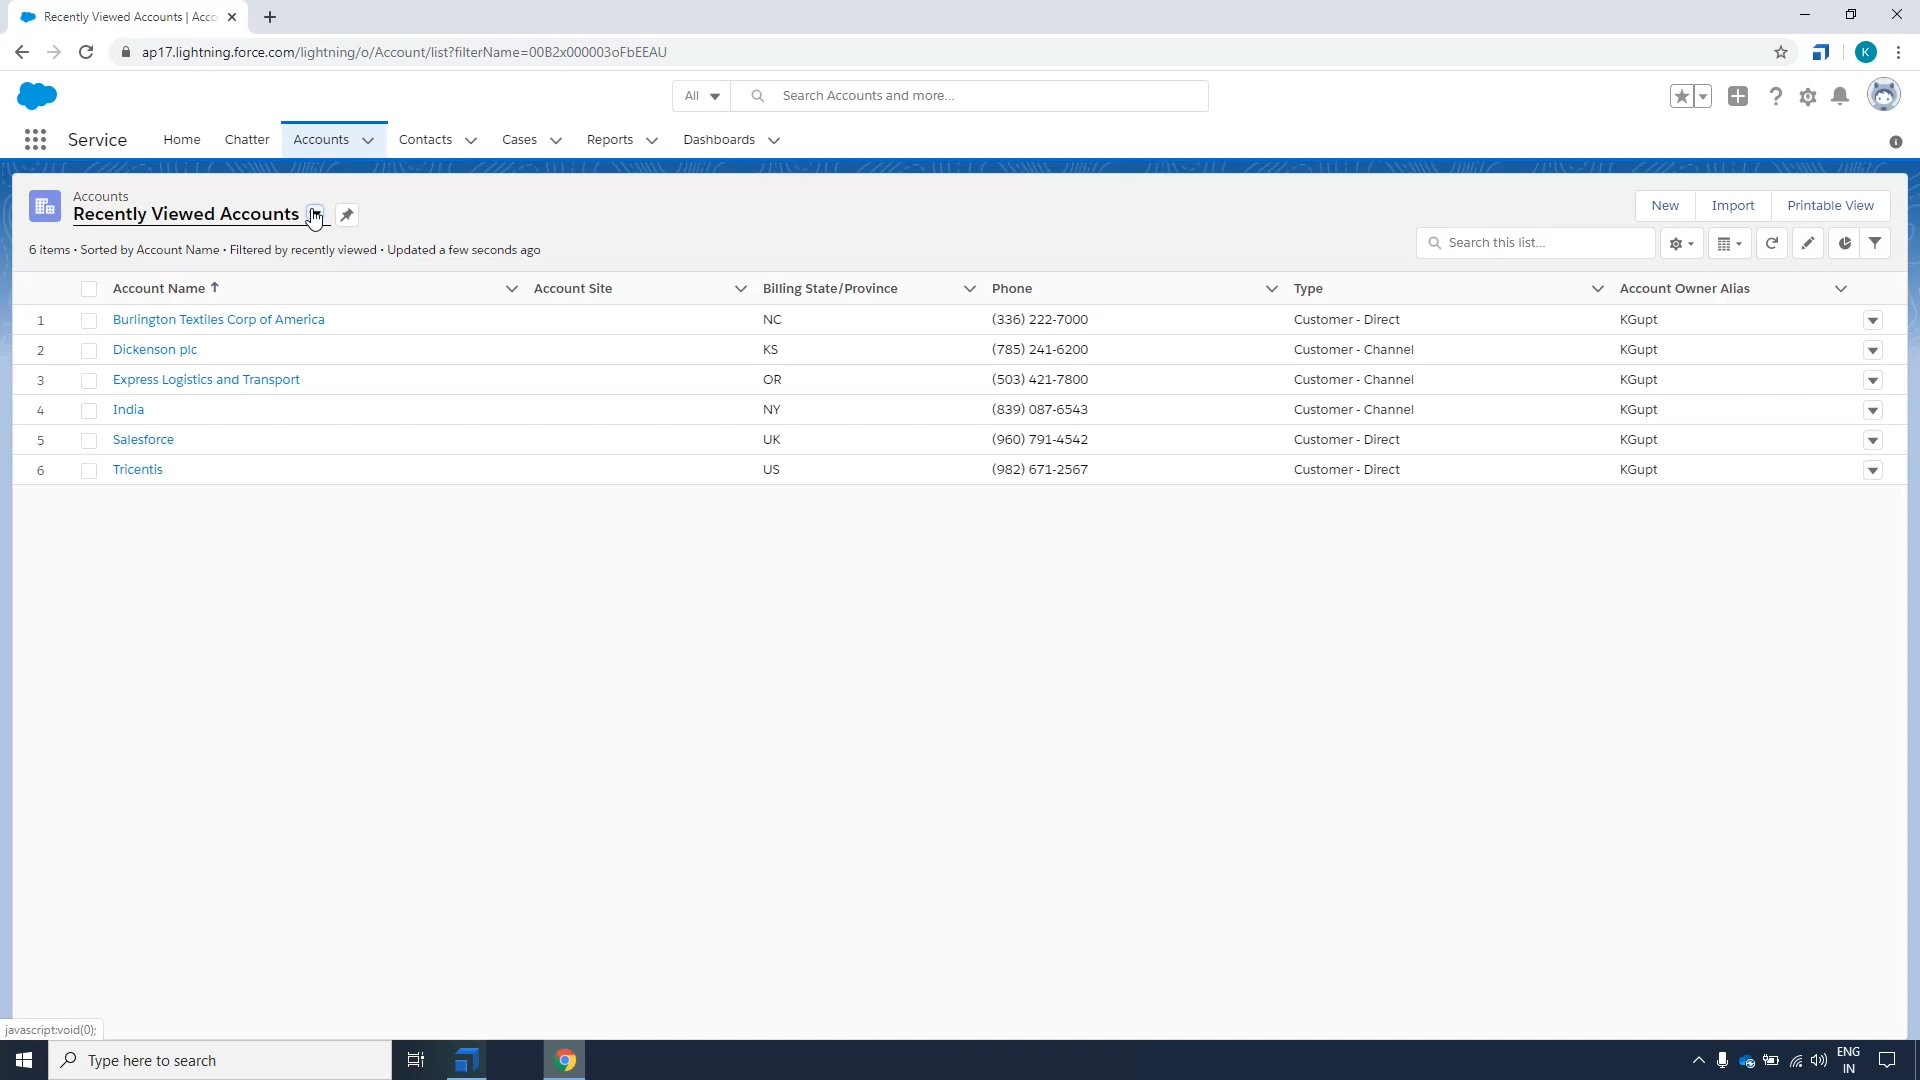 Recently Viewed Accounts | Acco
ap17.lightning.force.com/lightning/o/Account/list?filterName=00B2x000003oFbEEAU
K
All
Search Accounts and more...
Service
Home
Chatter
Accounts
Contacts
Cases
Reports
Dashboards
Accounts
Recently Viewed Accounts
New
Import
Printable View
6 items • Sorted by Account Name • Filtered by recently viewed • Updated a few seconds ago
Search this list...
Account Name
Account Site
Billing State/Province
Phone
Type
Account Owner Alias
1 Burlington Textiles Corp of America NC (336) 222-7000 Customer - Direct KGupt
2 Dickenson plc KS (785) 241-6200 Customer - Channel KGupt
3 Express Logistics and Transport OR (503) 421-7800 Customer - Channel KGupt
4 India NY (839) 087-6543 Customer - Channel KGupt
5 Salesforce UK (960) 791-4542 Customer - Direct KGupt
6 Tricentis US (982) 671-2567 Customer - Direct KGupt
javascript:void(0);
Type here to search
ENG
IN